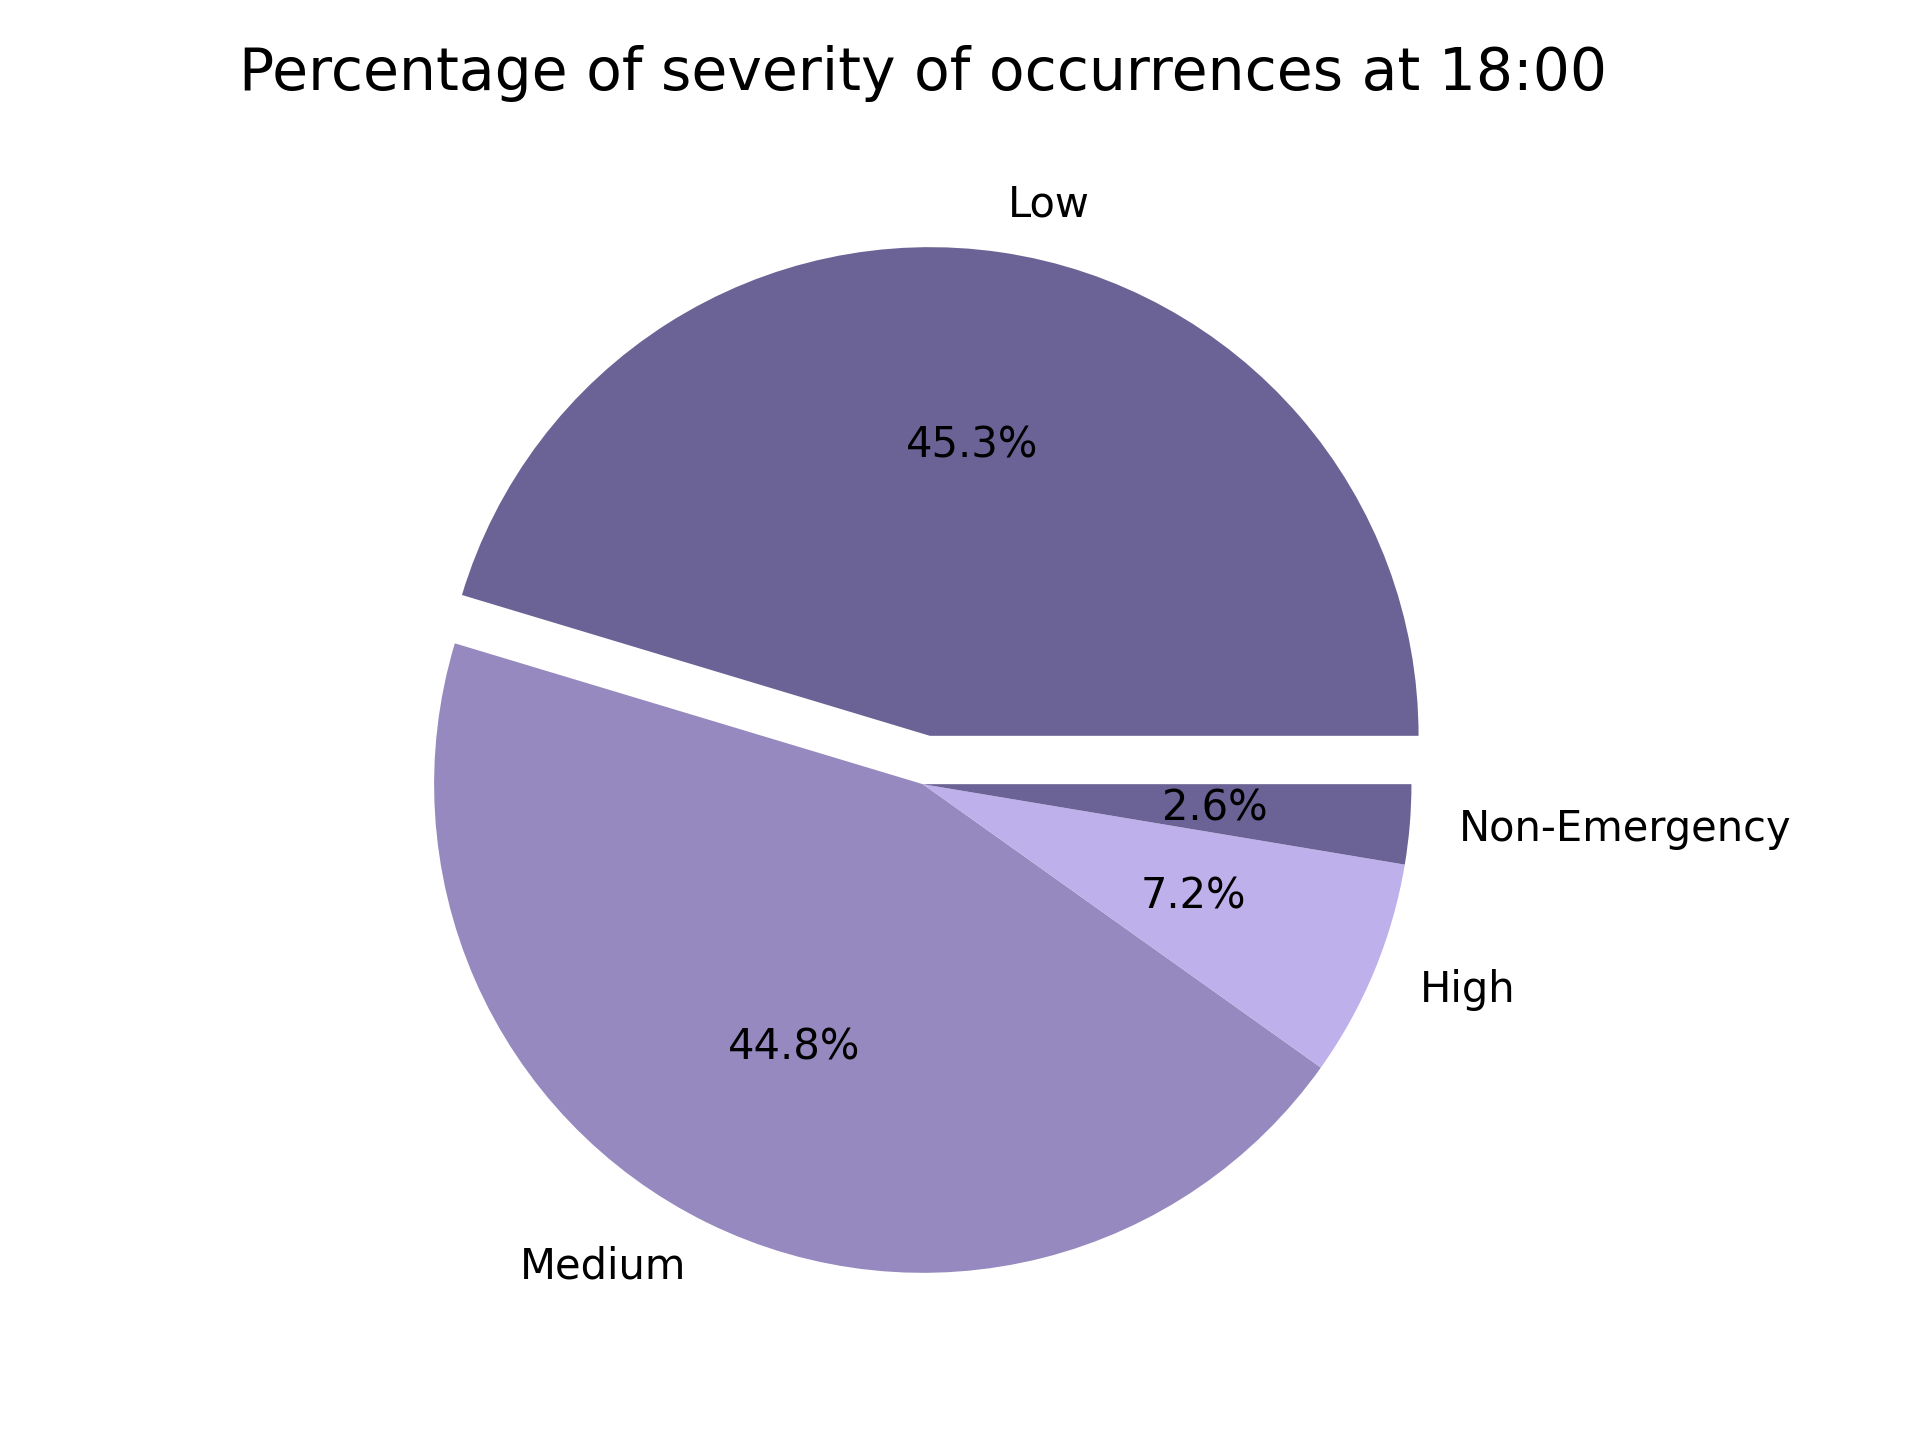 Percentage of severity of occurrences at 18:00
Low
45.3%
2.6%
Non-Emergency
7.2%
High
44.8%
Medium